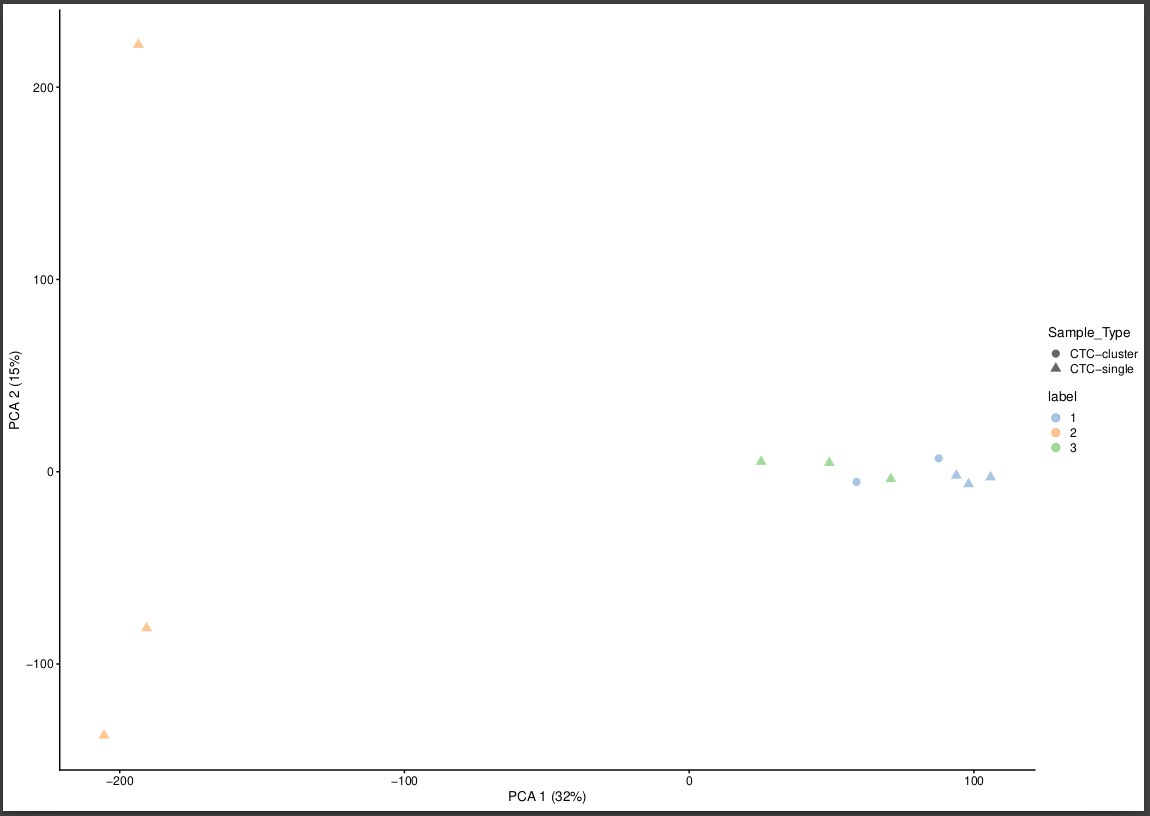 200
100
0
−100
PCA 2 (15%)
−200
−100
0
100
PCA 1 (32%)
Sample_Type
CTC−cluster
CTC−single
label
1
2
3